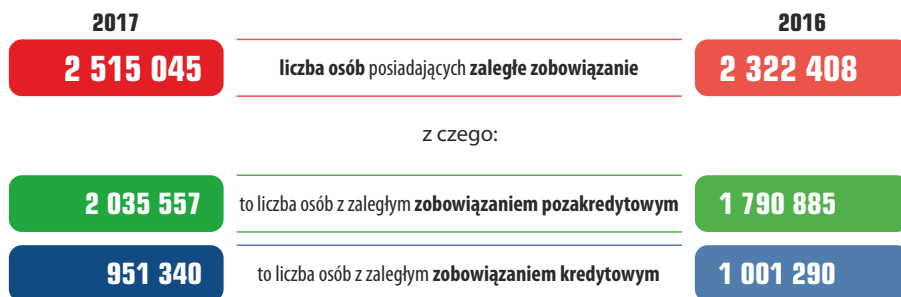 2017 2016
2 515 045 liczba osób posiadających zaległe zobowiązanie 2 322 408
z czego:
2 035 557 to liczba osób z zaległym zobowiązaniem pozakredytowym 1 790 885
951 340 to liczba osób z zaległym zobowiązaniem kredytowym 1 001 290